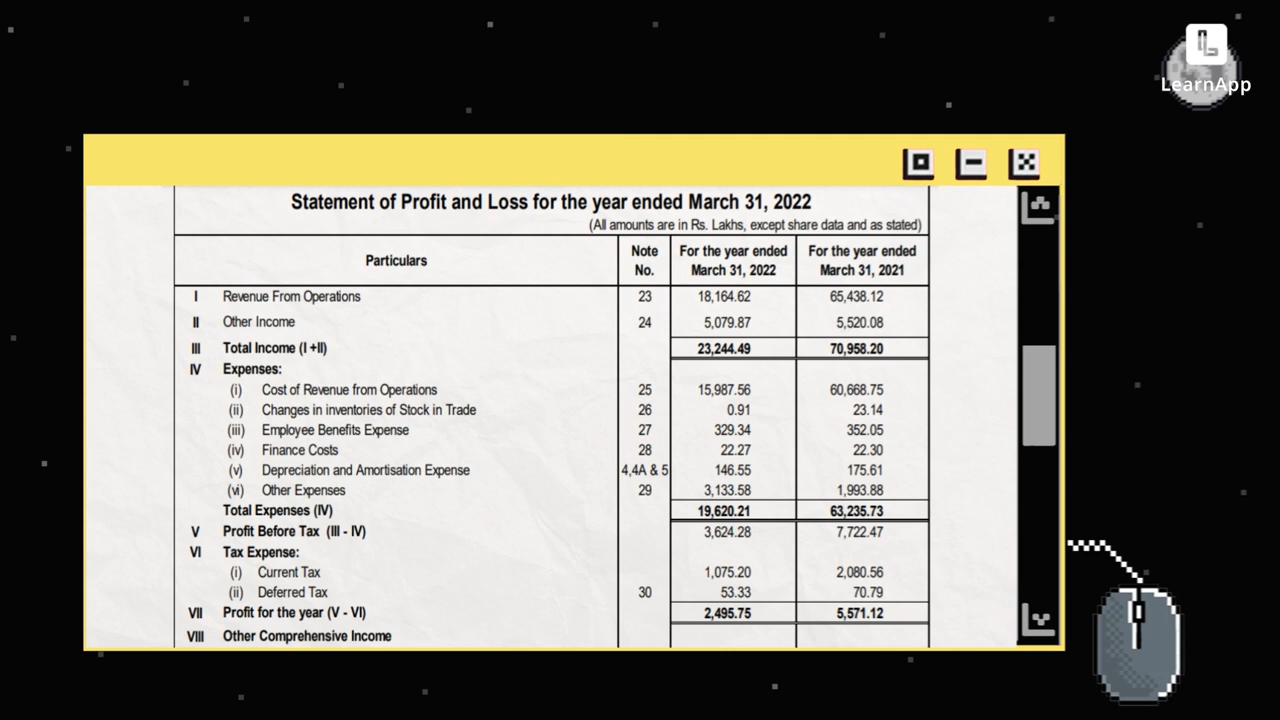 LearnApp
Statement of Profit and Loss for the year ended March 31, 2022
(All amounts are in Rs. Lakhs, except share data and as stated)
Particulars Note No. For the year ended March 31, 2022 For the year ended March 31, 2021
I Revenue From Operations 23 18,164.62 65,438.12
II Other Income 24 5,079.87 5,520.08
III Total Income (I +II) 23,244.49 70,958.20
IV Expenses:
(i) Cost of Revenue from Operations 25 15,987.56 60,668.75
(ii) Changes in inventories of Stock in Trade 26 0.91 23.14
(iii) Employee Benefits Expense 27 329.34 352.05
(iv) Finance Costs 28 22.27 22.30
(v) Depreciation and Amortisation Expense 4,4A & 5 146.55 175.61
(vi) Other Expenses 29 3,133.58 1,993.88
Total Expenses (IV) 19,620.21 63,235.73
V Profit Before Tax (III - IV) 3,624.28 7,722.47
VI Tax Expense:
(i) Current Tax 1,075.20 2,080.56
(ii) Deferred Tax 30 53.33 70.79
VII Profit for the year (V - VI) 2,495.75 5,571.12
VIII Other Comprehensive Income